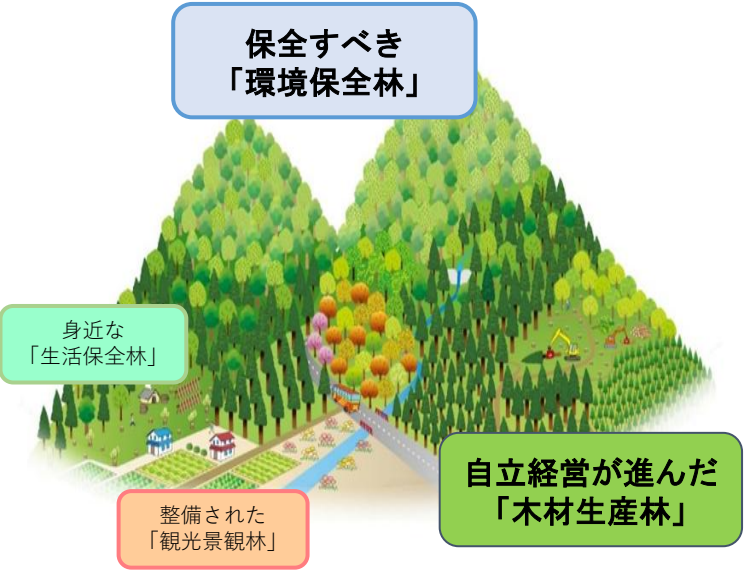 保全すべき
「環境保全林」
身近な
「生活保全林」
自立経営が進んだ
「木材生産林」
整備された
「観光景観林」